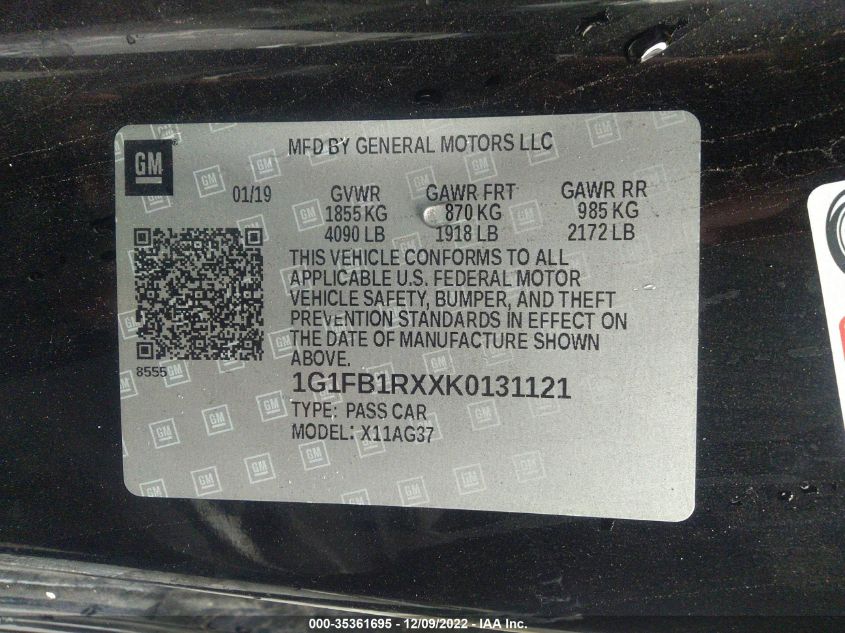 GM
MFD BY GENERAL MOTORS LLC
01/19 GVWR GAWR FRT GAWR RR
1855 KG 870 KG 985 KG
4090 LB 1918 LB 2172 LB
THIS VEHICLE CONFORMS TO ALL
APPLICABLE U.S. FEDERAL MOTOR
VEHICLE SAFETY, BUMPER, AND THEFT
PREVENTION STANDARDS IN EFFECT ON
THE DATE OF MANUFACTURE SHOWN
ABOVE.
8555
1G1FB1RXXK0131121
TYPE: PASS CAR
MODEL: X11AG37
000-35361695 - 12/09/2022 - IAA Inc.